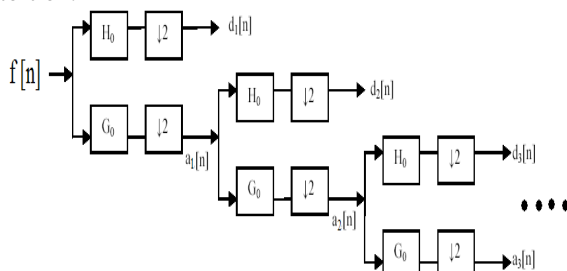 H₀
↓2
d₁[n]
f[n]
G₀
↓2
a₁[n]
H₀
↓2
d₂[n]
G₀
↓2
a₂[n]
H₀
↓2
d₃[n]
G₀
↓2
a₃[n]